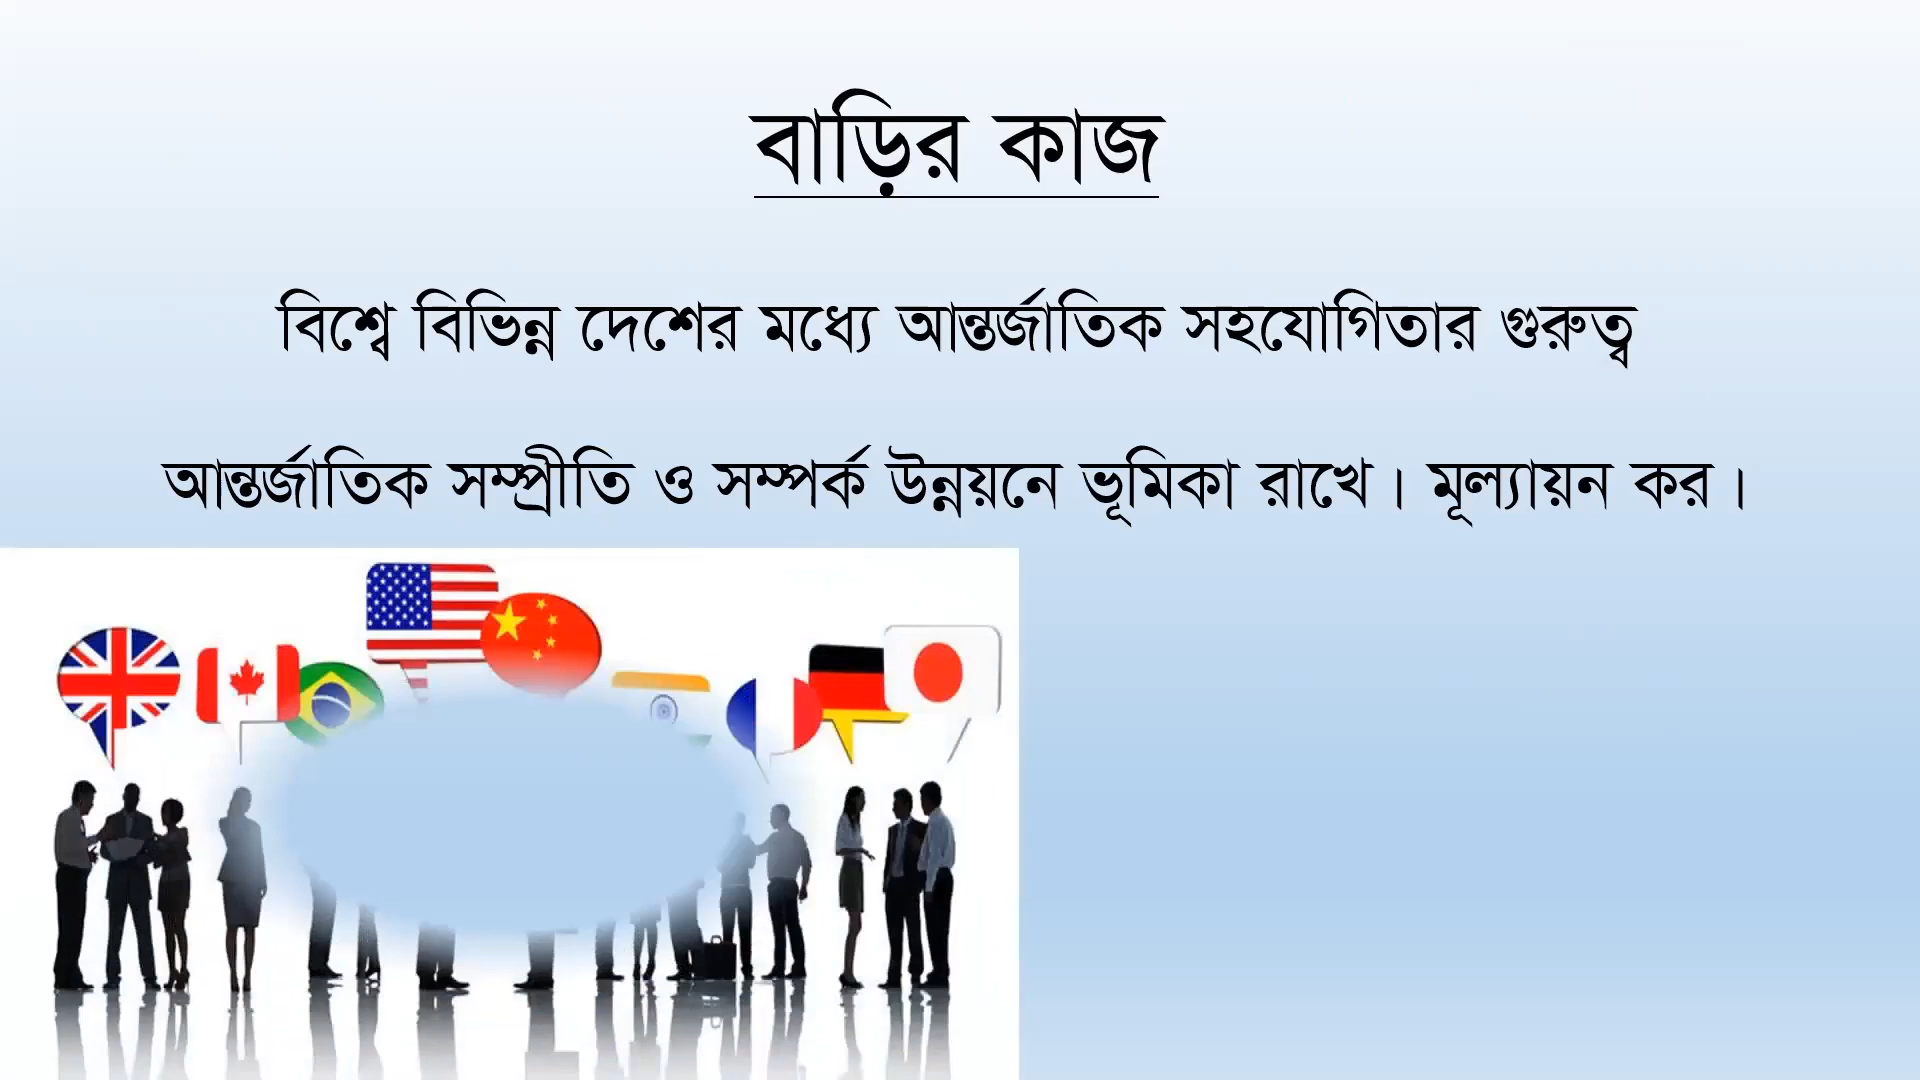 বাড়ির কাজ
বিশ্বে বিভিন্ন দেশের মধ্যে আন্তর্জাতিক সহযোগিতার গুরুত্ব
আন্তর্জাতিক সম্প্রীতি ও সম্পর্ক উন্নয়নে ভূমিকা রাখে। মূল্যায়ন কর।